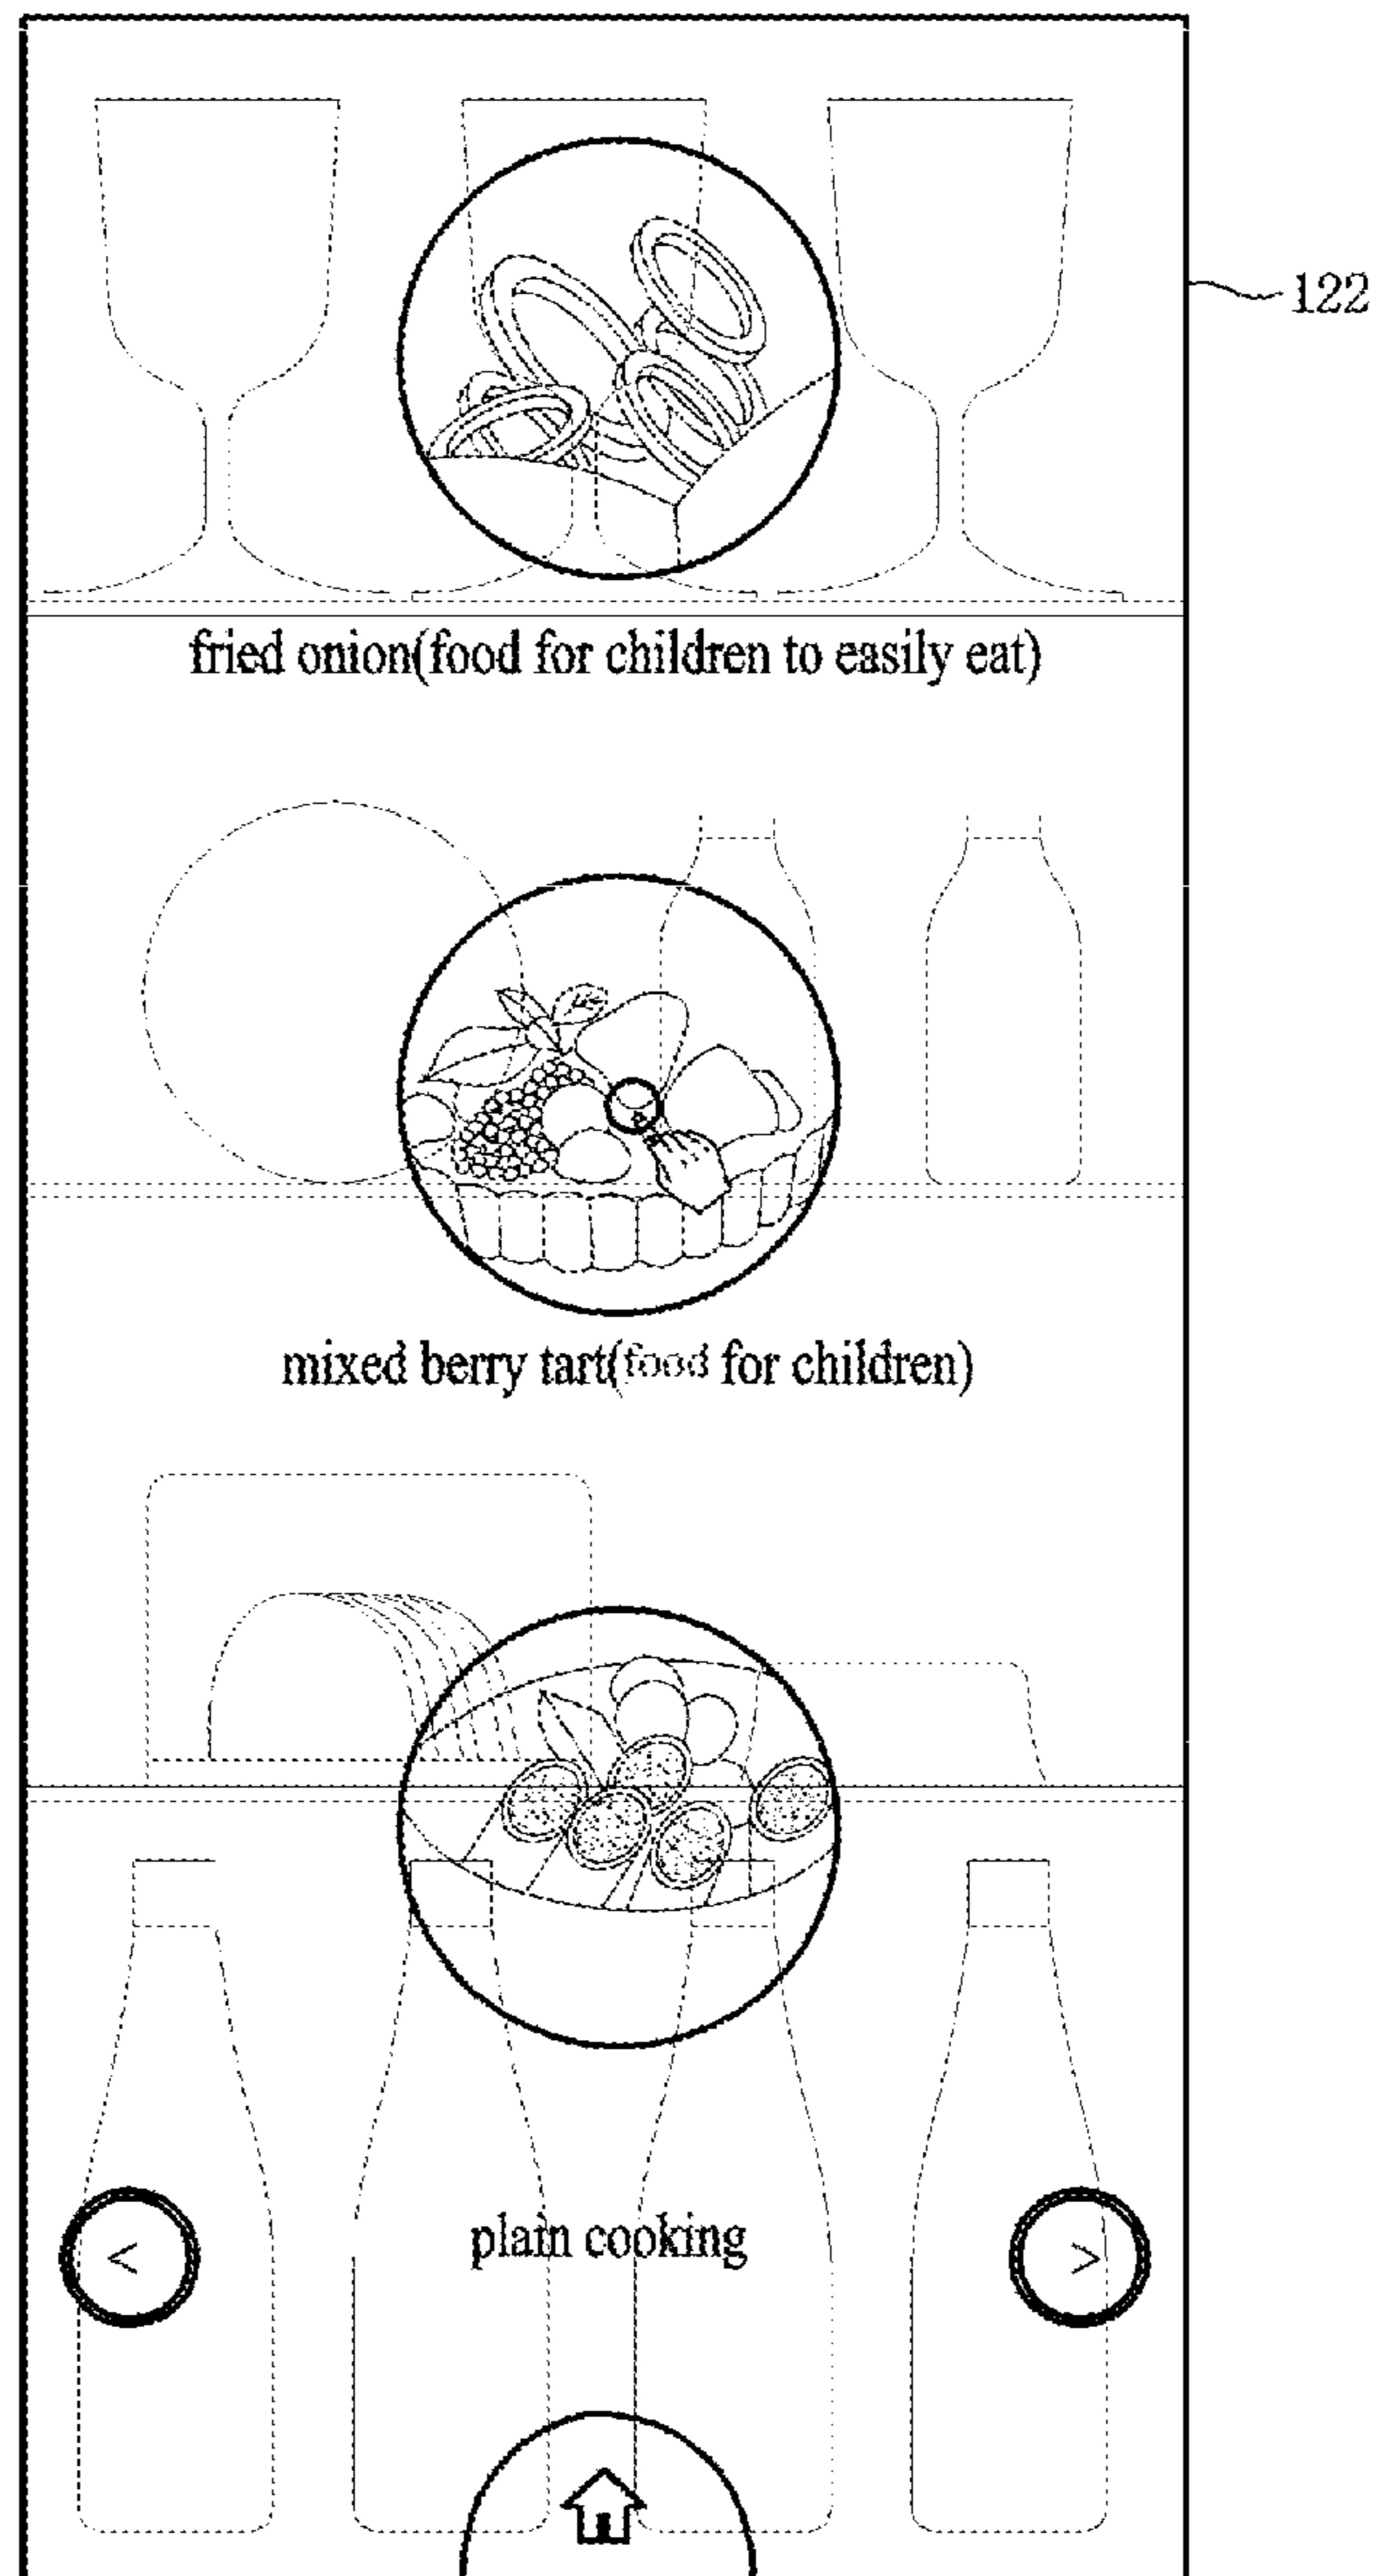 122
fried onion(food for children to easily eat)
mixed berry tart(food for children)
plain cooking
< >